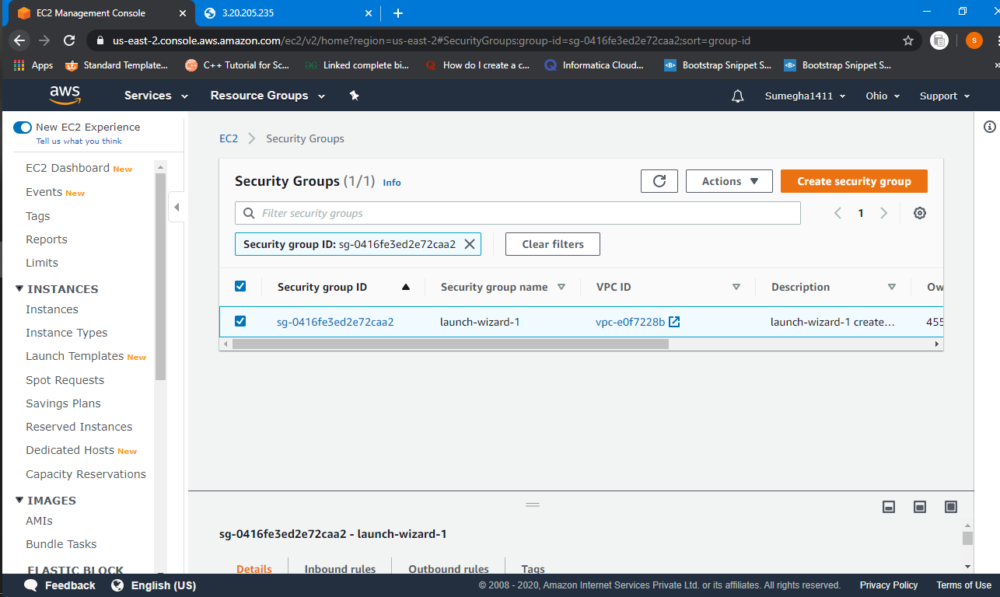 EC2 Management Console
3.20.205.235
us-east-2.console.aws.amazon.com/ec2/v2/home?region=us-east-2#SecurityGroups:group-id=sg-0416fe3ed2e72caa2;sort=group-id
s
Apps
Standard Template...
C++ Tutorial for Sc...
Linked complete bi...
How do I create a c...
Informatica Cloud...
Bootstrap Snippet S...
Bootstrap Snippet S...
aws
Services
Resource Groups
Sumegha1411
Ohio
Support
New EC2 Experience
Tell us what you think
EC2 Dashboard New
Events New
Tags
Reports
Limits
INSTANCES
Instances
Instance Types
Launch Templates New
Spot Requests
Savings Plans
Reserved Instances
Dedicated Hosts New
Capacity Reservations
IMAGES
AMIs
Bundle Tasks
ELASTIC BLOCK
EC2 > Security Groups
Security Groups (1/1) Info
Actions
Create security group
Filter security groups
1
Security group ID: sg-0416fe3ed2e72caa2
Clear filters
Security group ID
Security group name
VPC ID
Description
Ow
sg-0416fe3ed2e72caa2
launch-wizard-1
vpc-e0f7228b
launch-wizard-1 create...
455
sg-0416fe3ed2e72caa2 - launch-wizard-1
Details
Inbound rules
Outbound rules
Tags
Feedback
English (US)
© 2008 - 2020, Amazon Internet Services Private Ltd. or its affiliates. All rights reserved.
Privacy Policy
Terms of Use